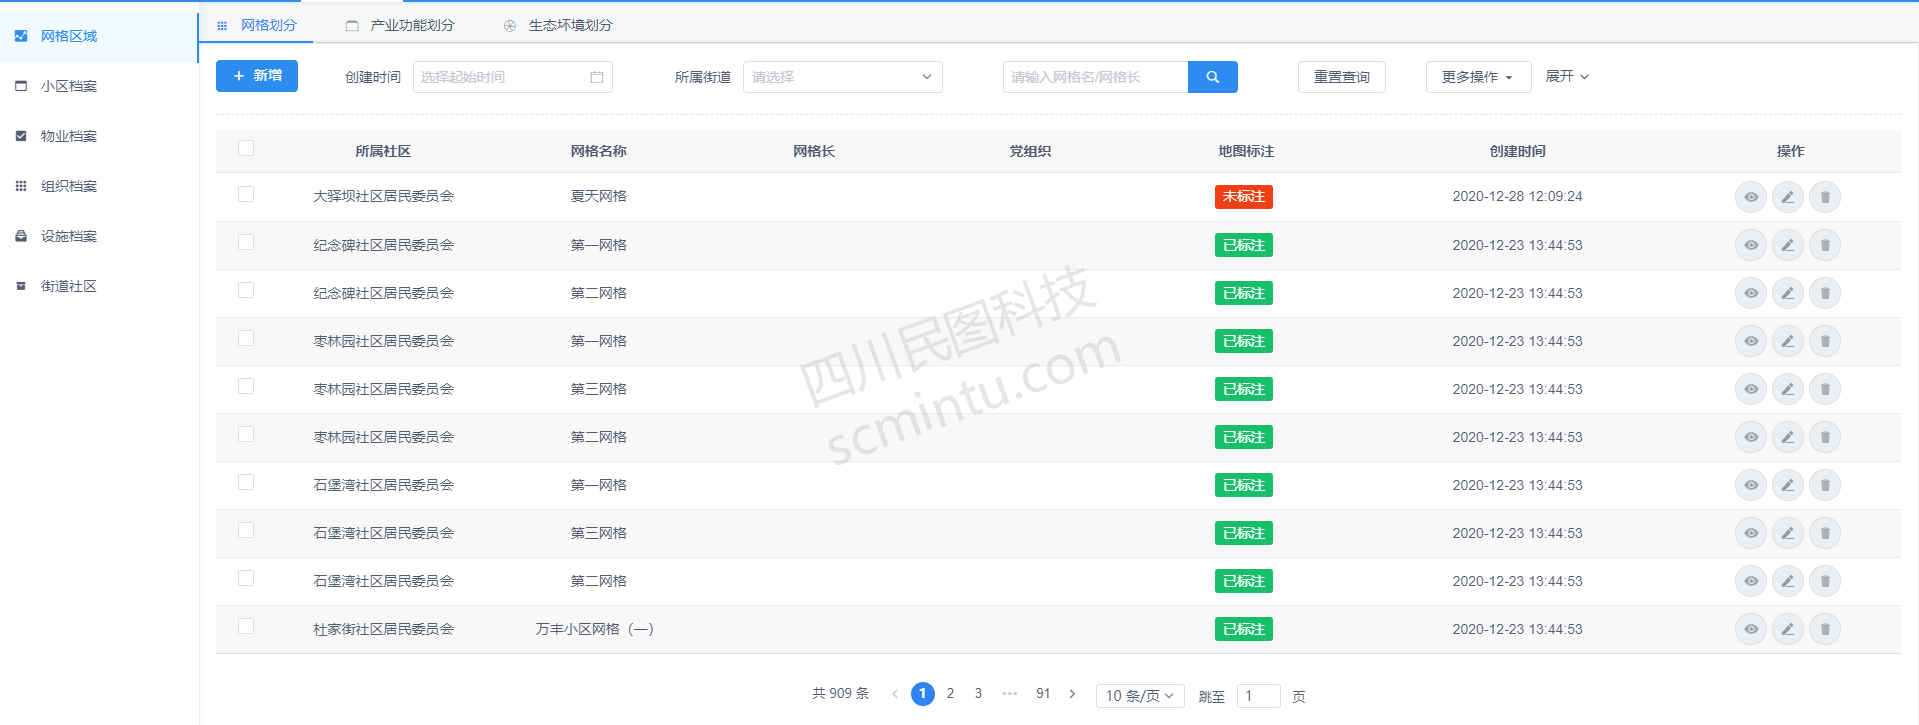 网格区域
小区档案
物业档案
组织档案
设施档案
街道社区
网格划分 产业功能划分 生态环境划分
+ 新增 创建时间 选择起始时间 所属街道 请选择 请输入网格名/网格长 重置查询 更多操作 展开
所属社区 网格名称 网格长 党组织 地图标注 创建时间 操作
大驿坝社区居民委员会 夏天网格 未标注 2020-12-28 12:09:24
纪念碑社区居民委员会 第一网格 已标注 2020-12-23 13:44:53
纪念碑社区居民委员会 第二网格 已标注 2020-12-23 13:44:53
枣林园社区居民委员会 第一网格 已标注 2020-12-23 13:44:53
枣林园社区居民委员会 第三网格 已标注 2020-12-23 13:44:53
枣林园社区居民委员会 第二网格 已标注 2020-12-23 13:44:53
石堡湾社区居民委员会 第一网格 已标注 2020-12-23 13:44:53
石堡湾社区居民委员会 第三网格 已标注 2020-12-23 13:44:53
石堡湾社区居民委员会 第二网格 已标注 2020-12-23 13:44:53
杜家街社区居民委员会 万丰小区网格（一） 已标注 2020-12-23 13:44:53
四川民图科技
scmintu.com
共 909 条 < 1 2 3 ··· 91 > 10 条/页 跳至 1 页